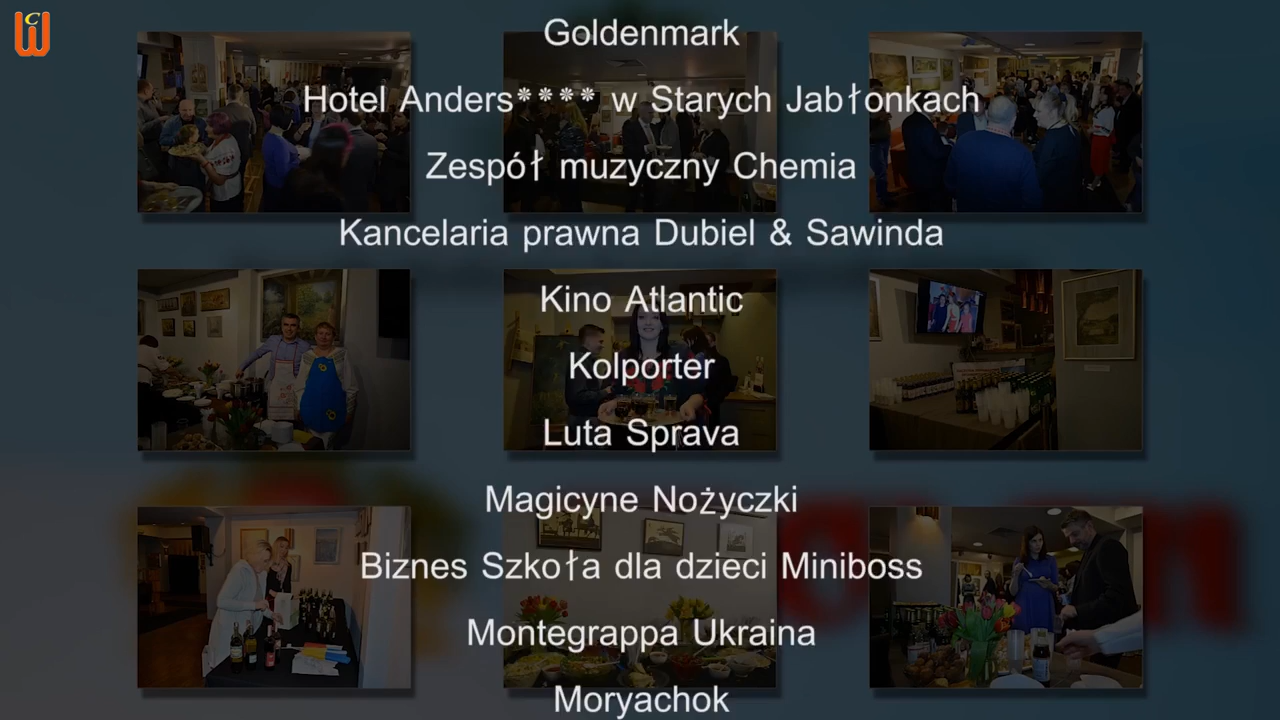 CW
Goldenmark
Hotel Anders**** w Starych Jabłonkach
Zespół muzyczny Chemia
Kancelaria prawna Dubiel & Sawinda
Kino Atlantic
Kolporter
Luta Sprava
Magicyne Nożyczki
Biznes Szkoła dla dzieci Miniboss
Montegrappa Ukraina
Moryachok